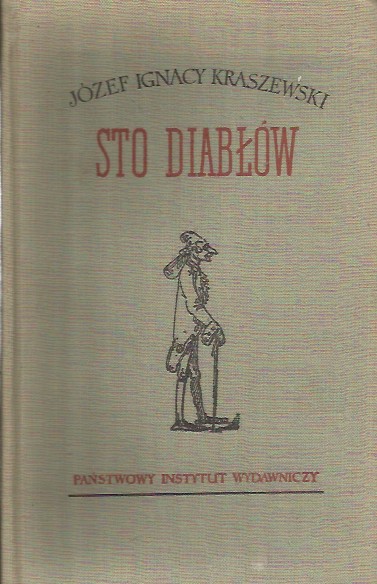 JÓZEF IGNACY KRASZEWSKI
STO DIABŁÓW
PAŃSTWOWY INSTYTUT WYDAWNICZY